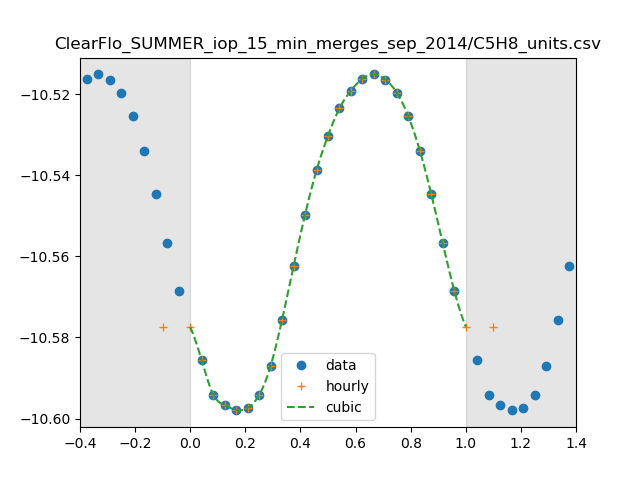 ClearFlo_SUMMER_iop_15_min_merges_sep_2014/C5H8_units.csv
−10.52
−10.54
−10.56
−10.58
−10.60
data
hourly
cubic
−0.4 −0.2 0.0 0.2 0.4 0.6 0.8 1.0 1.2 1.4